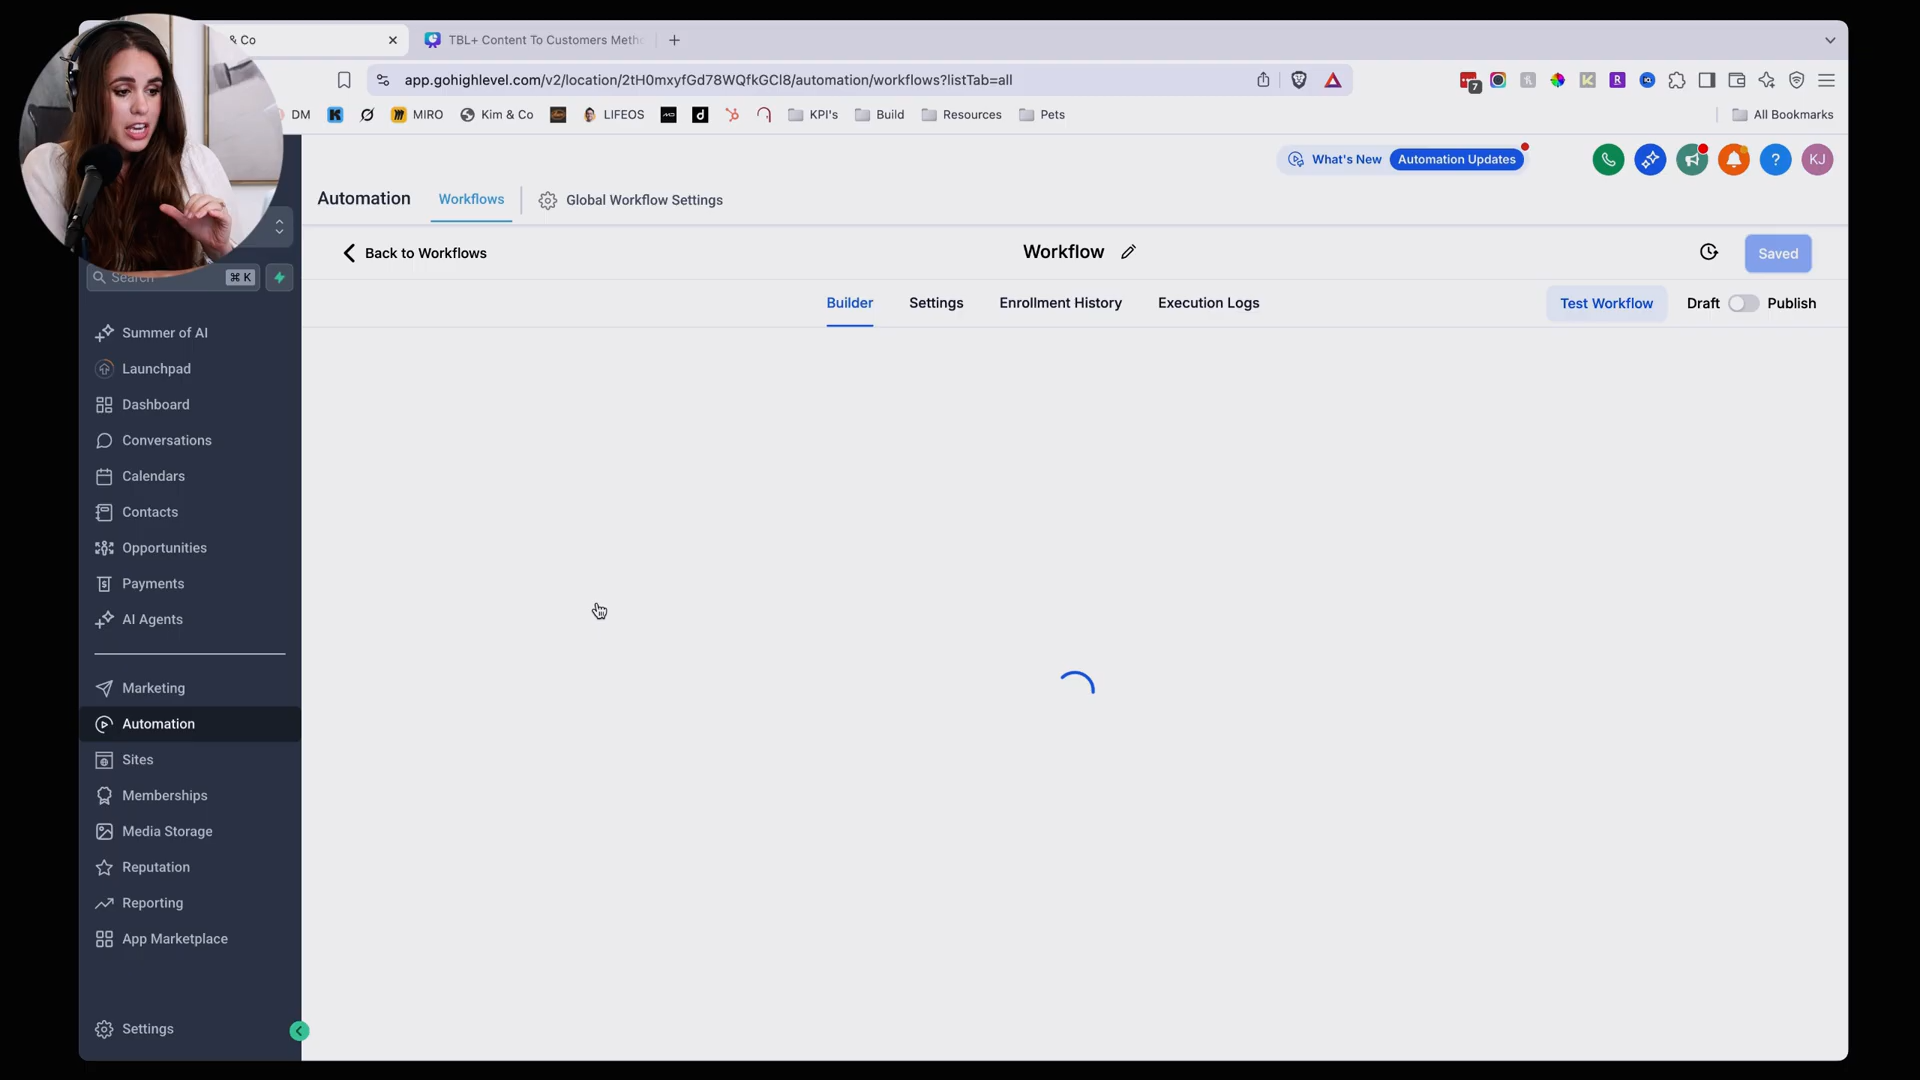 & Co
TBL+ Content To Customers Meth
app.gohighlevel.com/v2/location/2tH0mxyfGd78WQfkGCl8/automation/workflows?listTab=all
7
DM
MIRO
Kim & Co
LIFEOS
KPI's
Build
Resources
Pets
All Bookmarks
What's New
Automation Updates
KJ
Automation
Workflows
Global Workflow Settings
Back to Workflows
Workflow
Saved
Search
⌘ K
Builder
Settings
Enrollment History
Execution Logs
Test Workflow
Draft
Publish
Summer of AI
Launchpad
Dashboard
Conversations
Calendars
Contacts
Opportunities
Payments
AI Agents
Marketing
Automation
Sites
Memberships
Media Storage
Reputation
Reporting
App Marketplace
Settings